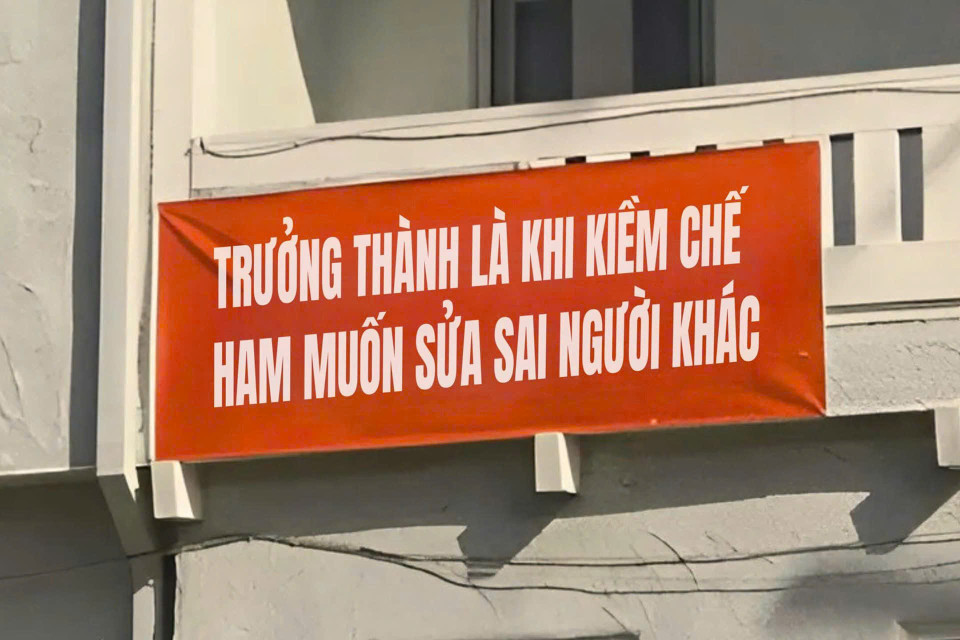 TRƯỞNG THÀNH LÀ KHI KIỀM CHẾ
HAM MUỐN SỬA SAI NGƯỜI KHÁC